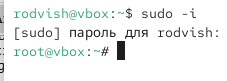 rodvish@vbox:~$ sudo -i
[sudo] пароль для rodvish:
root@vbox:~#